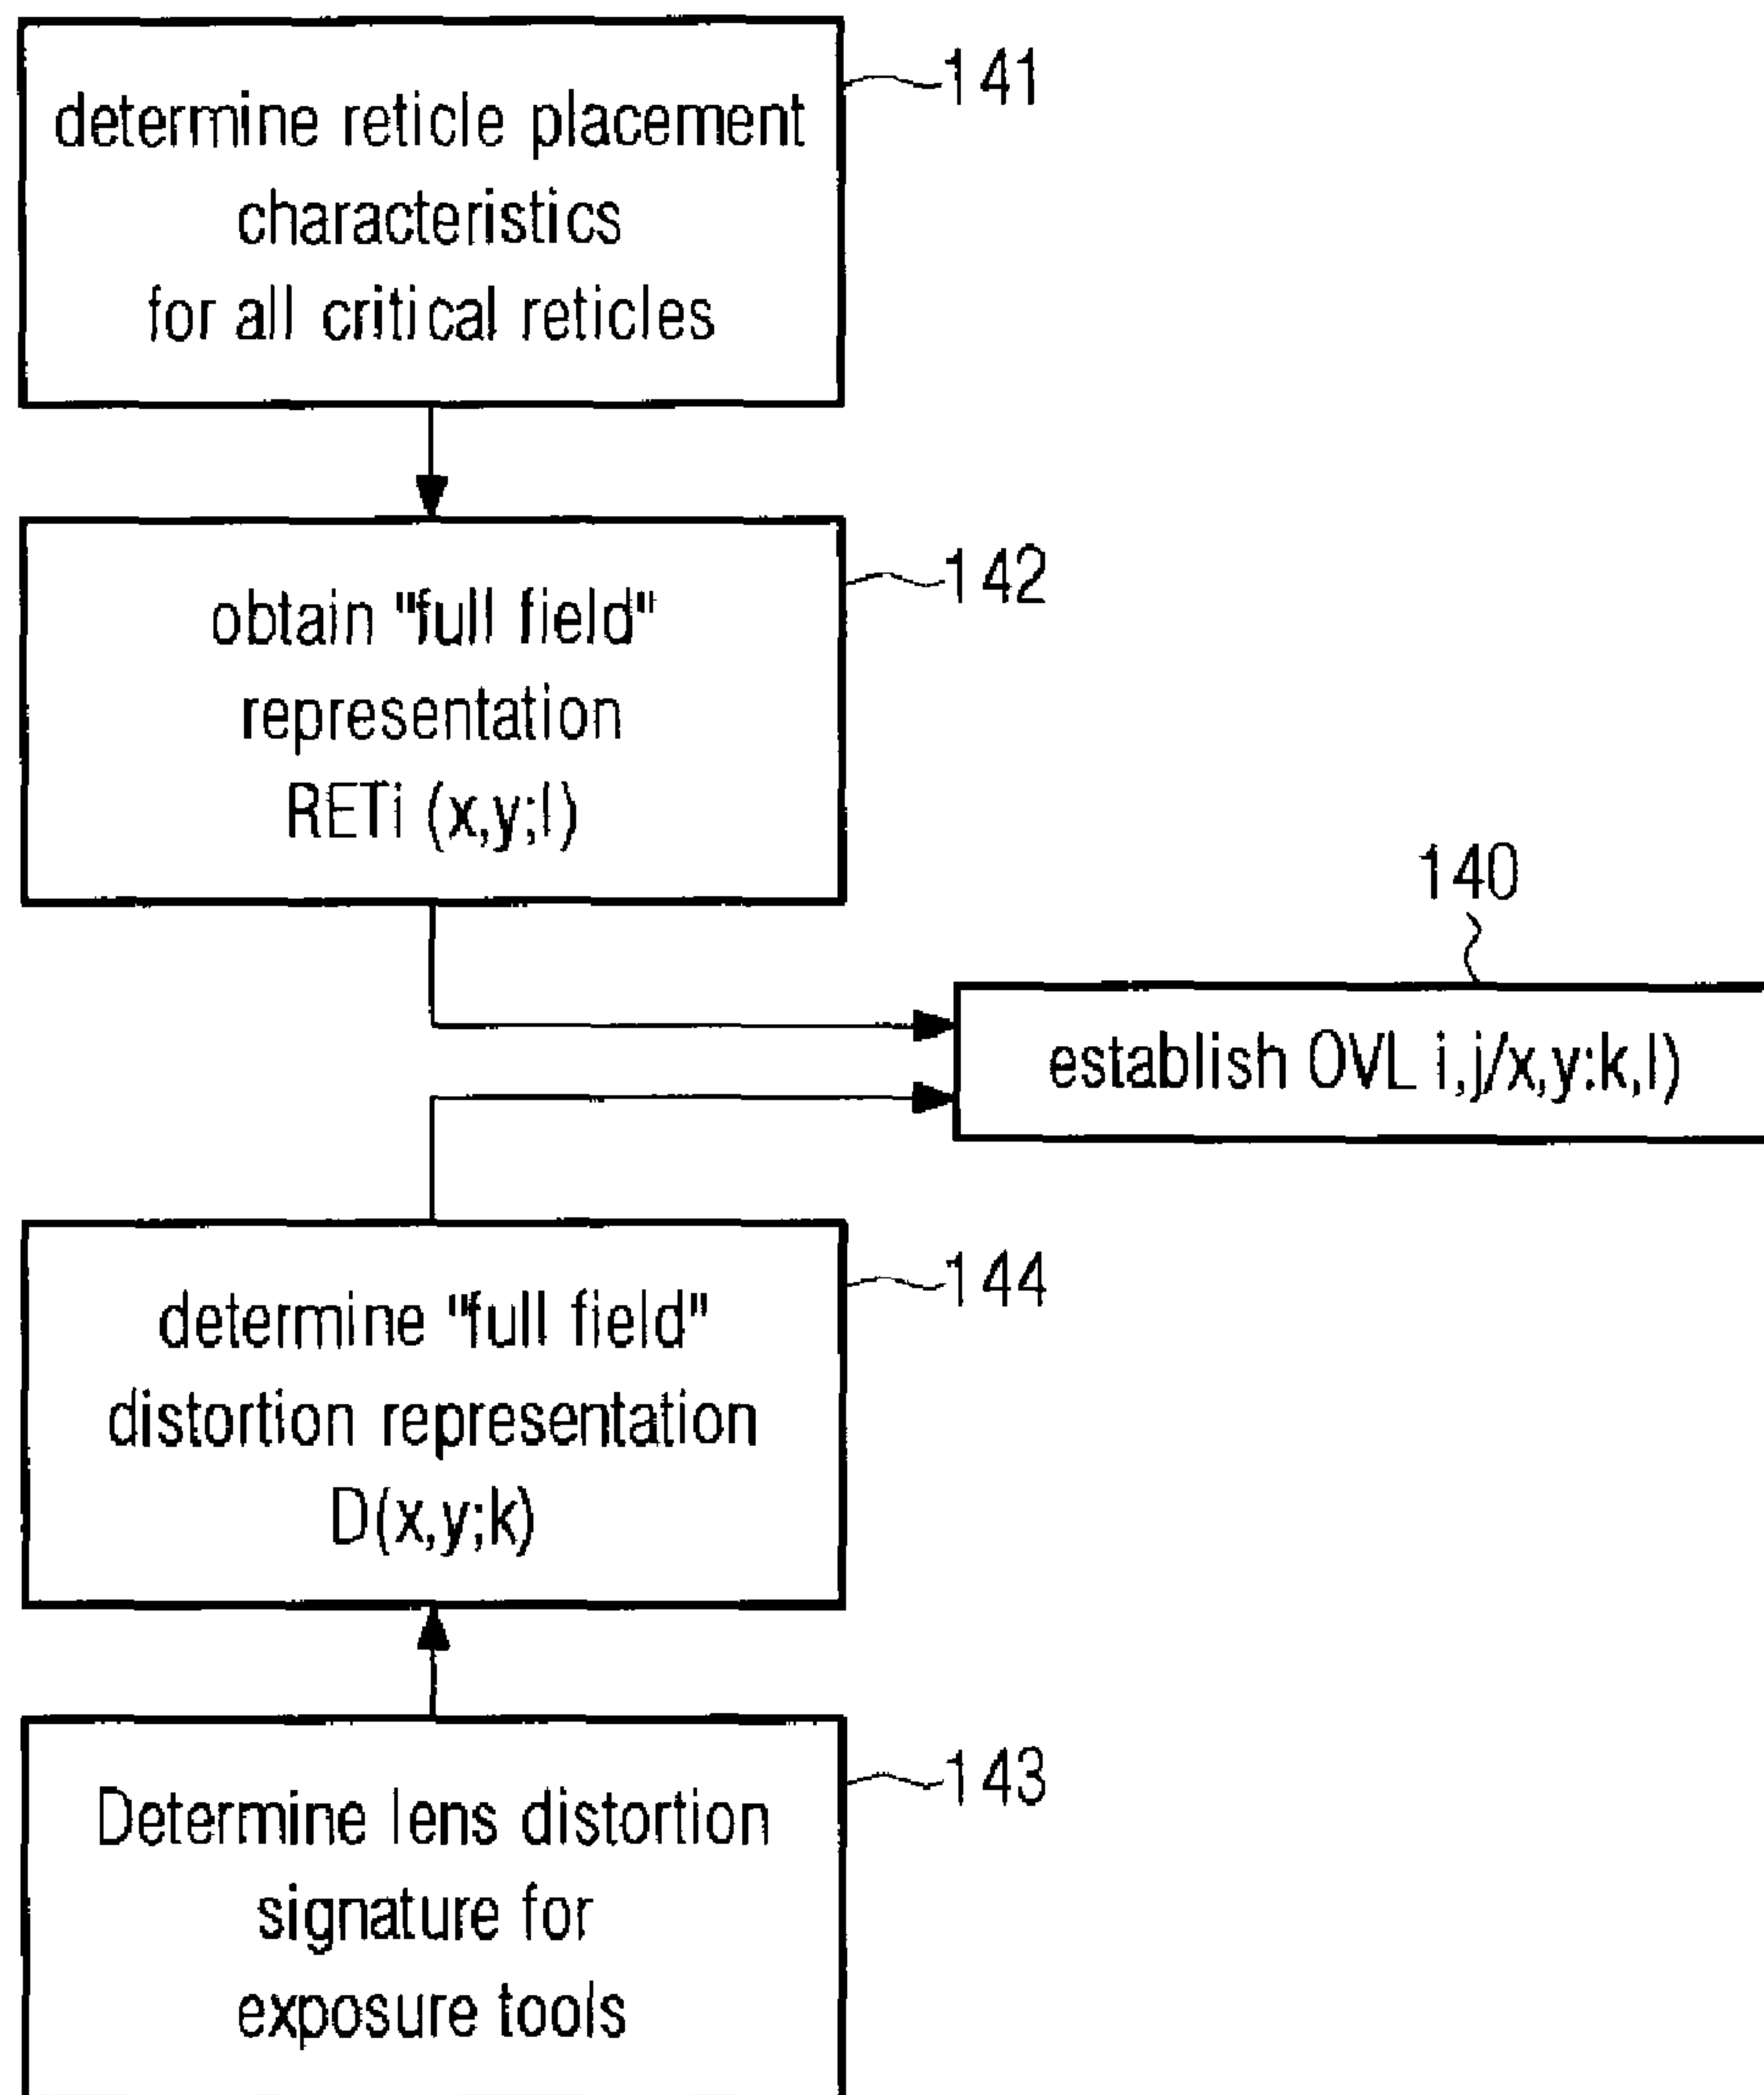 determine reticle placement
characteristics
for all critical reticles
141
obtain "full field"
representation
RETi (x,y;l)
142
140
establish OVL i,j/x,y:k,l)
determine "full field"
distortion representation
D(x,y;k)
144
Determine lens distortion
signature for
exposure tools
143